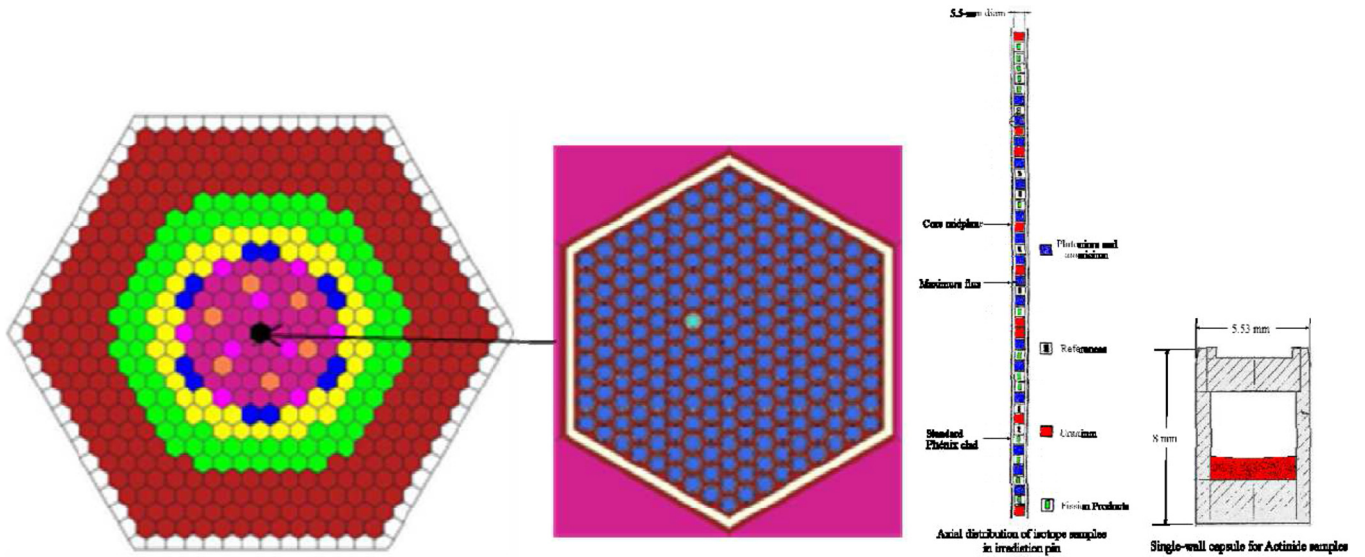 5.5-mm diam
Core midplane
Maximum flux
Plutonium and
References
5.53 mm
8 mm
Standard
Phénix clad
Uranium
Fission Products
Axial distribution of isotope samples
in irradiation pin
Single-wall capsule for Actinide samples